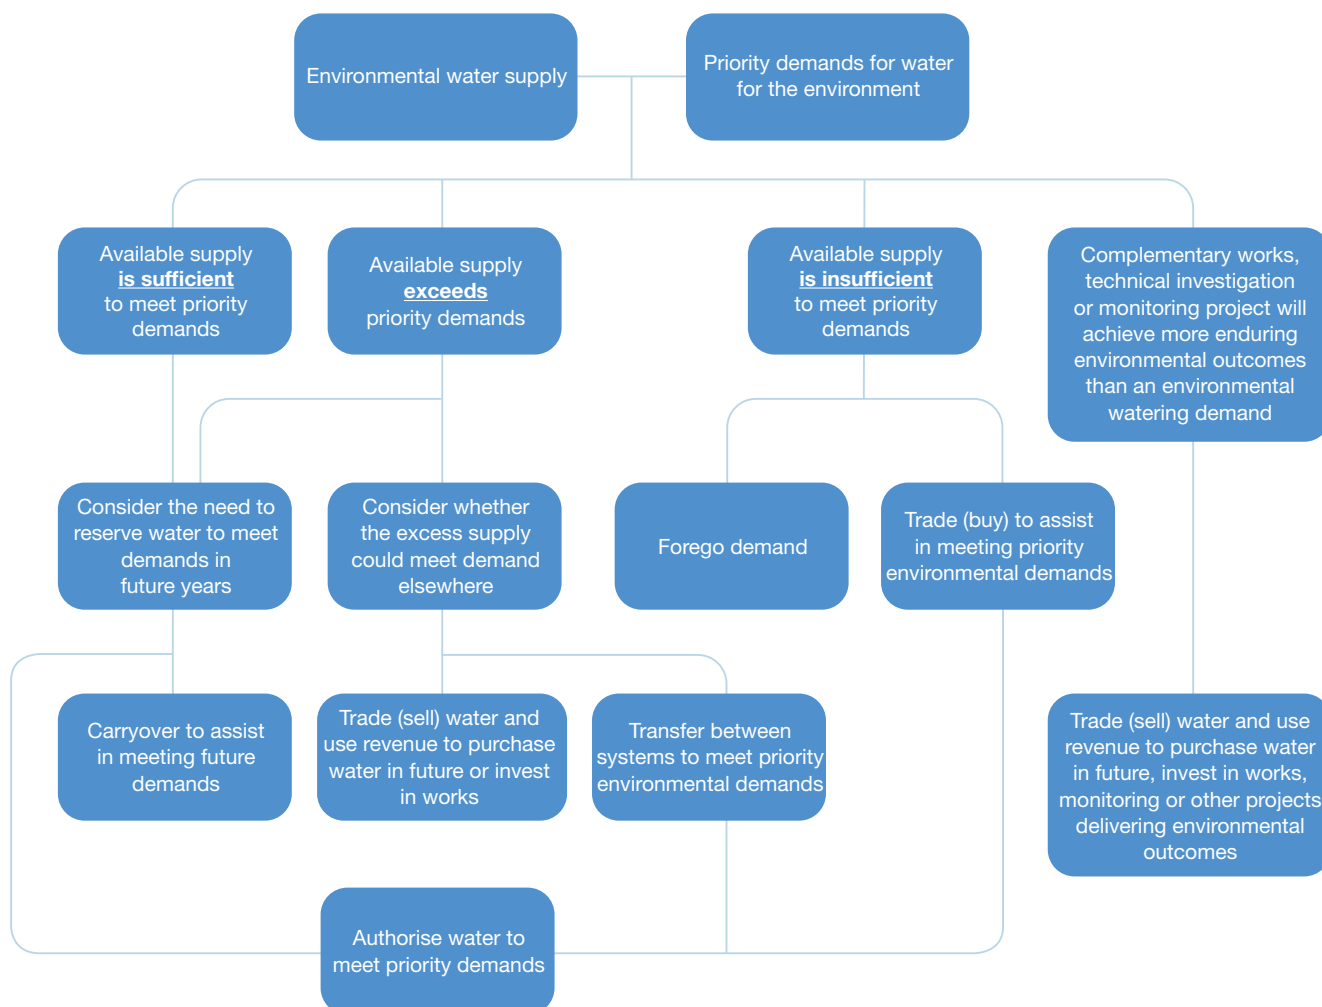 Environmental water supply
Priority demands for water
for the environment
Available supply
is sufficient
to meet priority
demands
Available supply
exceeds
priority demands
Available supply
is insufficient
to meet priority
demands
Complementary works,
technical investigation
or monitoring project will
achieve more enduring
environmental outcomes
than an environmental
watering demand
Consider the need to
reserve water to meet
demands in
future years
Consider whether
the excess supply
could meet demand
elsewhere
Forego demand
Trade (buy) to assist
in meeting priority
environmental demands
Carryover to assist
in meeting future
demands
Trade (sell) water and
use revenue to purchase
water in future or invest
in works
Transfer between
systems to meet priority
environmental demands
Trade (sell) water and use
revenue to purchase water
in future, invest in works,
monitoring or other projects
delivering environmental
outcomes
Authorise water to
meet priority demands